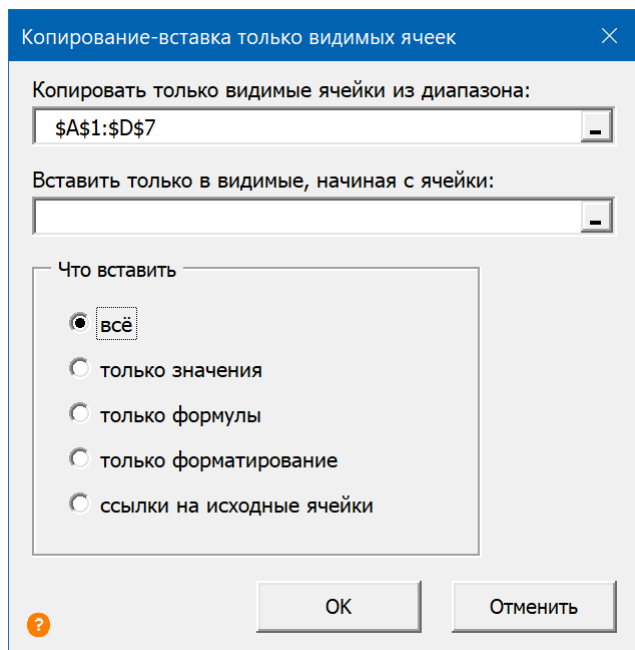 Копирование-вставка только видимых ячеек
Копировать только видимые ячейки из диапазона:
$A$1:$D$7
Вставить только в видимые, начиная с ячейки:
Что вставить
всё
только значения
только формулы
только форматирование
ссылки на исходные ячейки
OK
Отменить
?